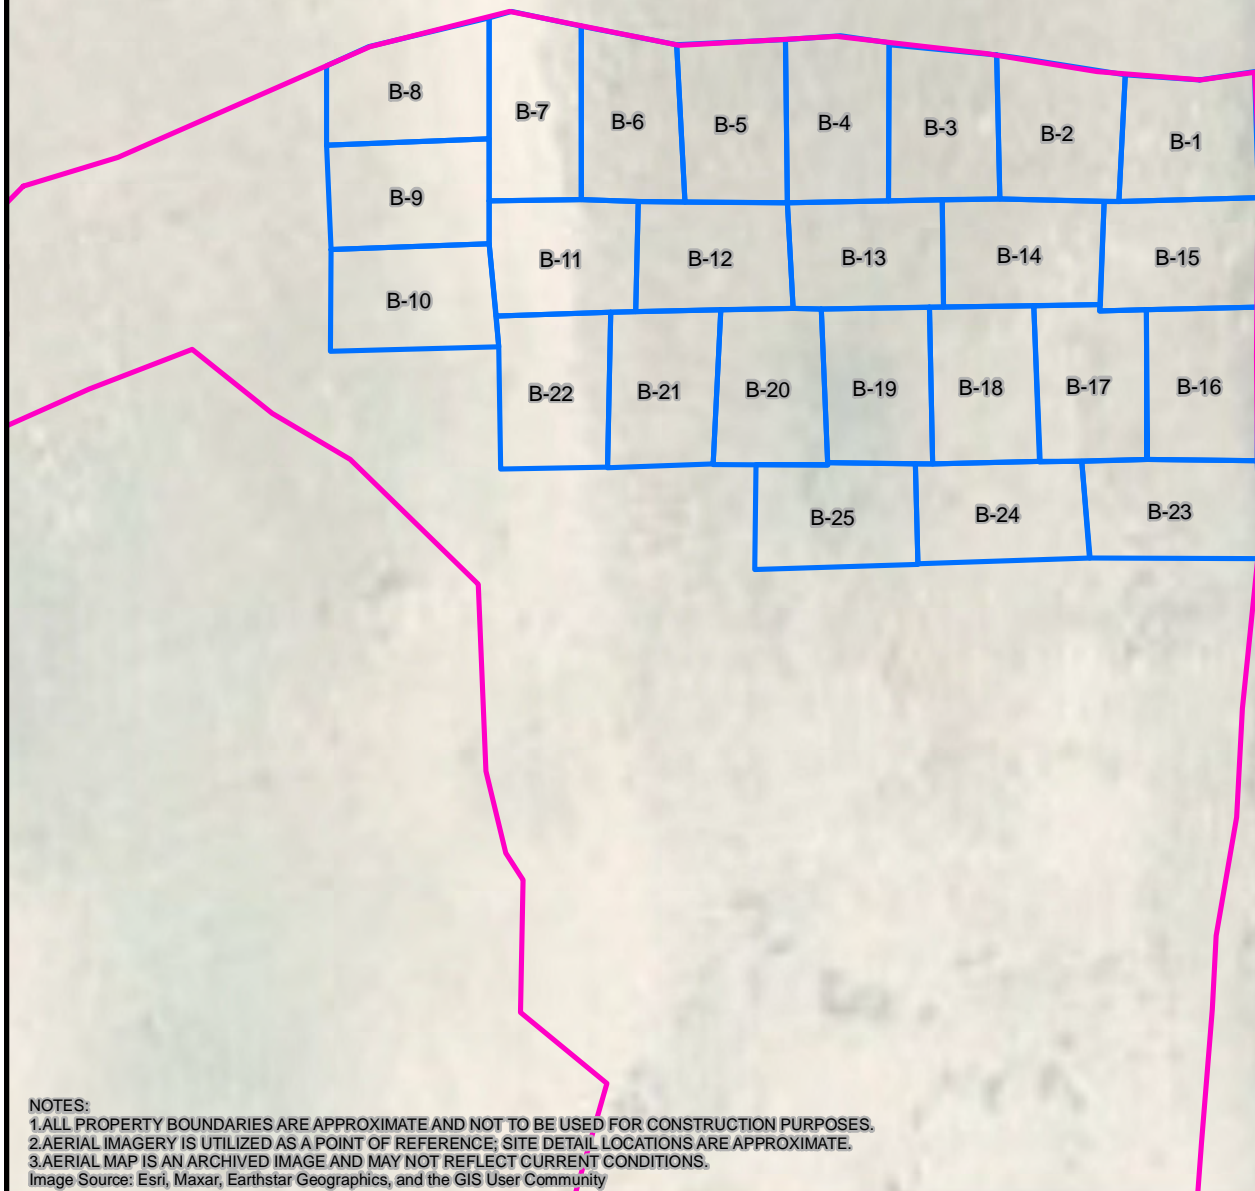 B-8
B-7
B-6
B-5
B-4
B-3
B-2
B-1
B-9
B-11
B-12
B-13
B-14
B-15
B-10
B-22
B-21
B-20
B-19
B-18
B-17
B-16
B-25
B-24
B-23
NOTES:
1.ALL PROPERTY BOUNDARIES ARE APPROXIMATE AND NOT TO BE USED FOR CONSTRUCTION PURPOSES.
2.AERIAL IMAGERY IS UTILIZED AS A POINT OF REFERENCE; SITE DETAIL LOCATIONS ARE APPROXIMATE.
3.AERIAL MAP IS AN ARCHIVED IMAGE AND MAY NOT REFLECT CURRENT CONDITIONS.
Image Source: Esri, Maxar, Earthstar Geographics, and the GIS User Community